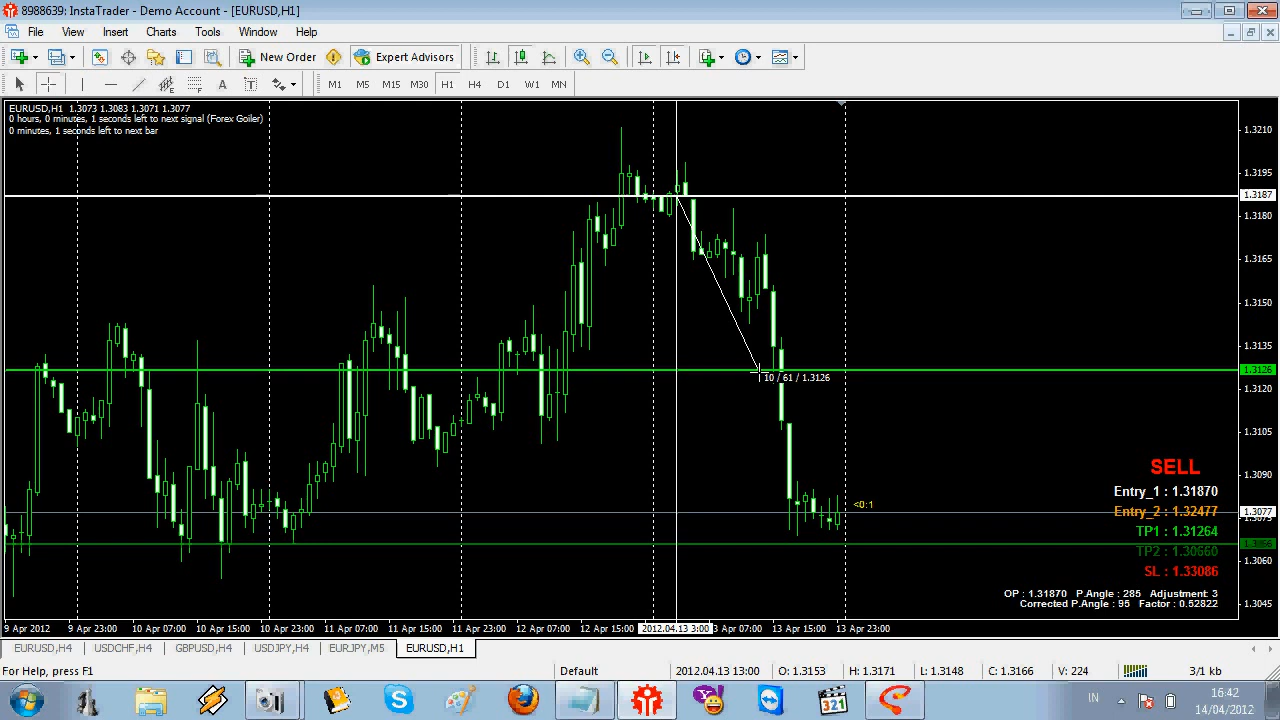 8988639: InstaTrader - Demo Account - [EURUSD,H1]
File View Insert Charts Tools Window Help
New Order Expert Advisors
A T M1 M5 M15 M30 H1 H4 D1 W1 MN
EURUSD,H1 1.3073 1.3083 1.3071 1.3077
0 hours, 0 minutes, 1 seconds left to next signal (Forex Goiler)
0 minutes, 1 seconds left to next bar
1.3210
1.3195
1.3187
1.3180
1.3165
1.3150
1.3135
1.3126
10 / 61 / 1.3126
1.3120
1.3105
1.3090
SELL
Entry_1 : 1.31870
<0:1
Entry_2 : 1.32477
1.3077
1.3075
TP1 : 1.31264
TP2 : 1.30660
1.3066
1.3060
SL : 1.33086
OP : 1.31870 P.Angle : 285 Adjustment: 3
Corrected P.Angle : 95 Factor : 0.52822
1.3045
9 Apr 2012 9 Apr 23:00 10 Apr 07:00 10 Apr 15:00 10 Apr 23:00 11 Apr 07:00 11 Apr 15:00 11 Apr 23:00 12 Apr 07:00 12 Apr 15:00 2012.04.13 3:00 3 Apr 07:00 13 Apr 15:00 13 Apr 23:00
EURUSD,H4 USDCHF,H4 GBPUSD,H4 USDJPY,H4 EURJPY,M5 EURUSD,H1
For Help, press F1 Default 2012.04.13 13:00 O: 1.3153 H: 1.3171 L: 1.3148 C: 1.3166 V: 224 3/1 kb
321 IN 16:42
14/04/2012